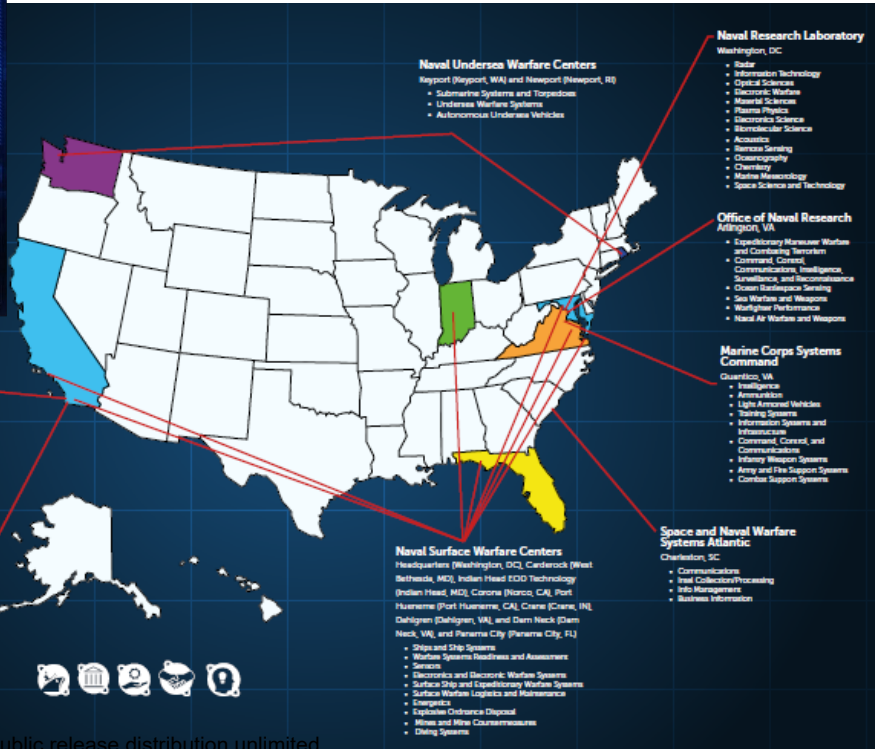 Naval Undersea Warfare Centers
Keyport (Keyport, WA) and Newport (Newport, RI)
• Submarine Systems and Torpedoes
• Undersea Warfare Systems
• Autonomous Undersea Vehicles
Naval Research Laboratory
Washington, DC
• Radar
• Information Technology
• Optical Sciences
• Electronic Warfare
• Material Sciences
• Plasma Physics
• Electronics Science
• Biomolecular Science
• Acoustics
• Remote Sensing
• Oceanography
• Chemistry
• Marine Meteorology
• Space Science and Technology
Office of Naval Research
Arlington, VA
• Expeditionary Maneuver Warfare
and Combating Terrorism
• Command, Control,
Communications, Intelligence,
Surveillance, and Reconnaissance
• Ocean Battlespace Sensing
• Sea Warfare and Weapons
• Warfighter Performance
• Naval Air Warfare and Weapons
Marine Corps Systems
Command
Quantico, VA
• Intelligence
• Ammunition
• Light Armored Vehicles
• Training Systems
• Information Systems and
Infrastructure
• Command, Control, and
Communications
• Infantry Weapon Systems
• Army and Fire Support Systems
• Combat Support Systems
Space and Naval Warfare
Systems Atlantic
Charleston, SC
• Communications
• Intel Collection/Processing
• Info Management
• Business Information
Naval Surface Warfare Centers
Headquarters (Washington, DC), Carderock (West
Bethesda, MD), Indian Head EOD Technology
(Indian Head, MD), Corona (Norco, CA), Port
Hueneme (Port Hueneme, CA), Crane (Crane, IN),
Dahlgren (Dahlgren, VA), and Dam Neck (Dam
Neck, VA), and Panama City (Panama City, FL)
• Ships and Ship Systems
• Warfare Systems Readiness and Assessment
• Sensors
• Electronics and Electronic Warfare Systems
• Surface Ship and Expeditionary Warfare Systems
• Surface Warfare Logistics and Maintenance
• Energetics
• Explosive Ordnance Disposal
• Mines and Mine Countermeasures
• Diving Systems
ublic release distribution unlimited